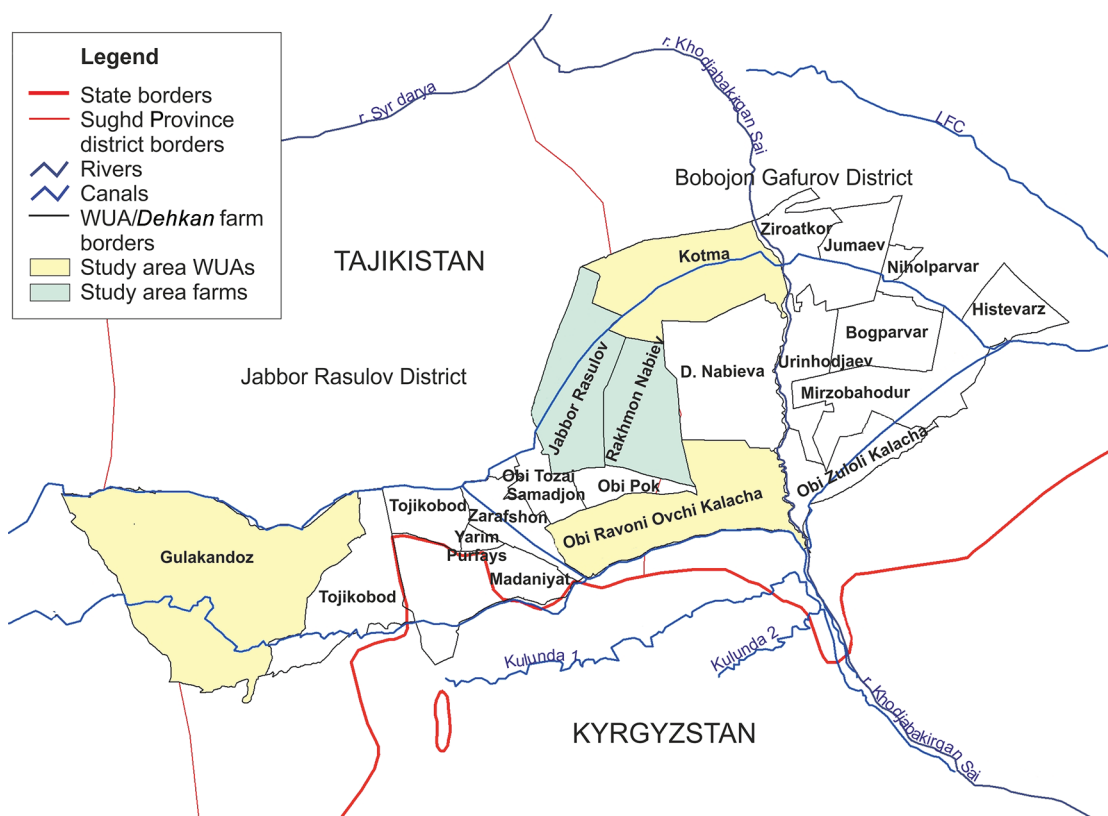 Legend
State borders
Sughd Province
district borders
Rivers
Canals
WUA/Dehkan farm
borders
Study area WUAs
Study area farms
r. Syr darya
r. Khodjabakirgan Sai
LFC
Bobojon Gafurov District
TAJIKISTAN
Ziroatkor
Jumaev
Kotma
Niholparvar
Histevarz
Bogparvar
Urinhodjaev
Jabbor Rasulov District
Jabbor Rasulov
Rakhmon Nabiev
D. Nabieva
Mirzobahodur
Obi Zuloli Kalacha
Obi Tozai
Samadjon
Obi Pok
Tojikobod
Zarafshon
Obi Ravoni Ovchi Kalacha
Yarim
Purrays
Gulakandoz
Madaniyat
Tojikobod
Kulunda 1
Kulunda 2
r. Khodjabakirgan Sai
KYRGYZSTAN